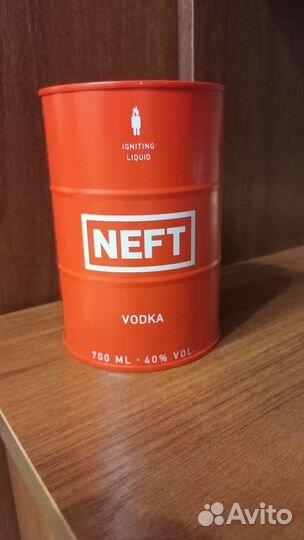 IGNITING
LIQUID
NEFT
VODKA
700 ML · 40% VOL.
Avito